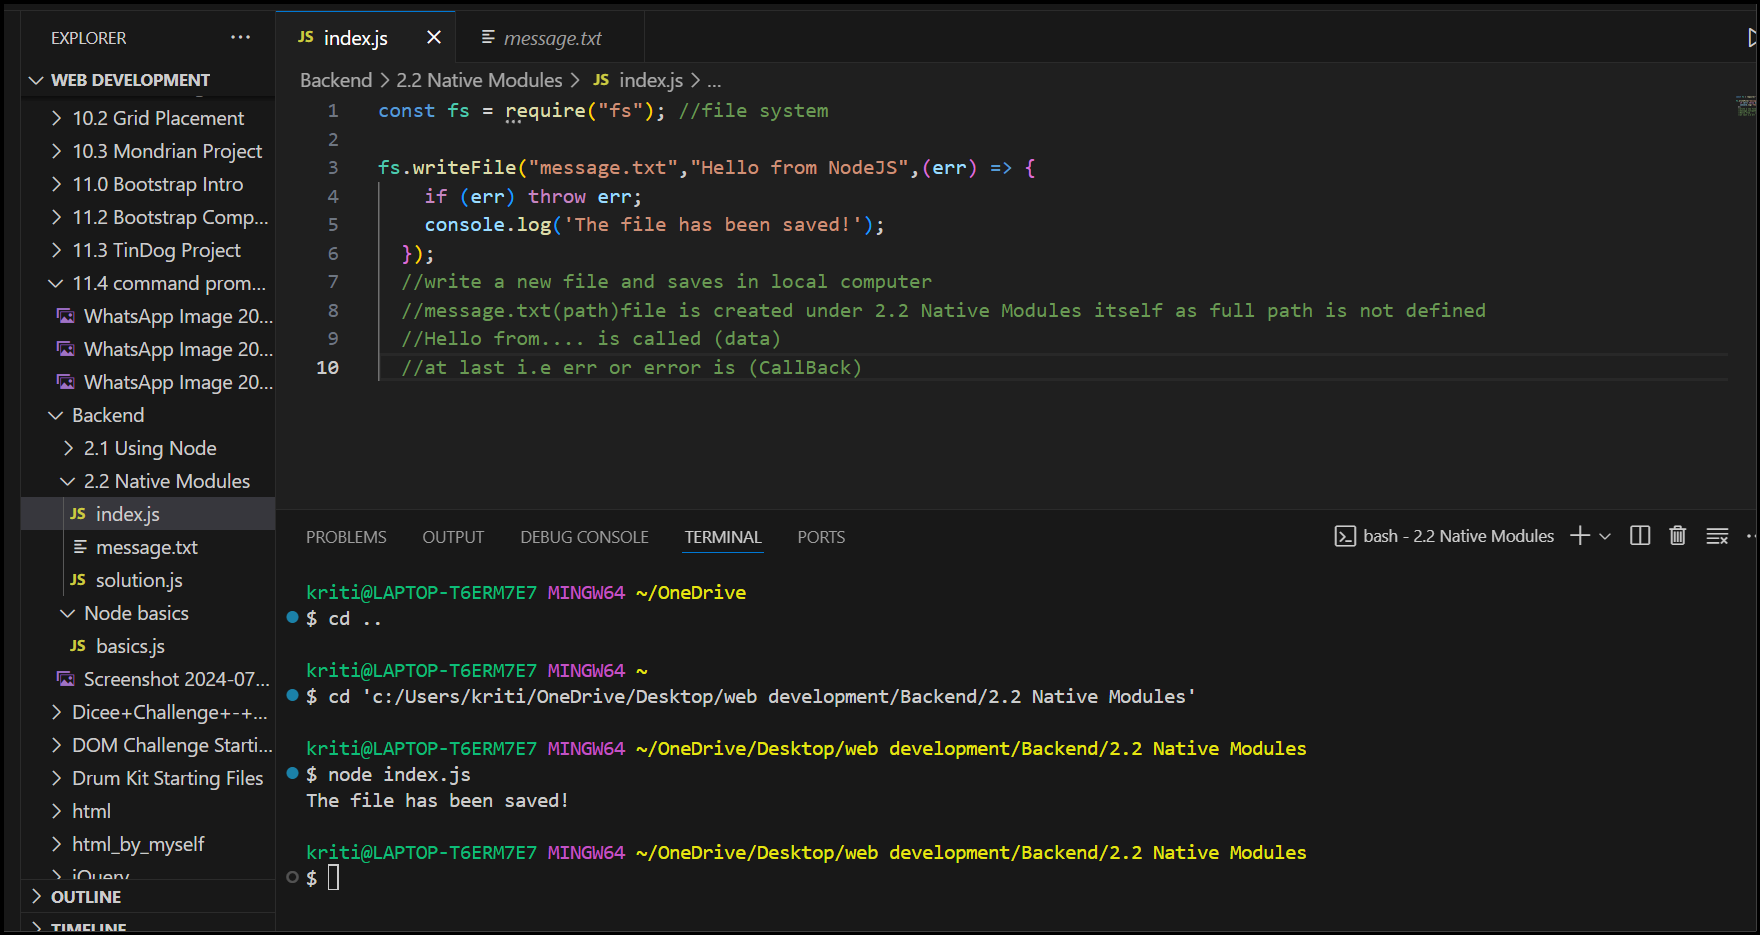 EXPLORER
WEB DEVELOPMENT
10.2 Grid Placement
10.3 Mondrian Project
11.0 Bootstrap Intro
11.2 Bootstrap Comp...
11.3 TinDog Project
11.4 command prom...
WhatsApp Image 20...
WhatsApp Image 20...
WhatsApp Image 20...
Backend
2.1 Using Node
2.2 Native Modules
JS index.js
message.txt
JS solution.js
Node basics
JS basics.js
Screenshot 2024-07...
Dicee+Challenge+-+...
DOM Challenge Starti...
Drum Kit Starting Files
html
html_by_myself
jQuery
OUTLINE
TIMELINE
JS index.js
message.txt
Backend > 2.2 Native Modules > JS index.js > ...
1 const fs = require("fs"); //file system
2
3 fs.writeFile("message.txt","Hello from NodeJS",(err) => {
4 if (err) throw err;
5 console.log('The file has been saved!');
6 });
7 //write a new file and saves in local computer
8 //message.txt(path)file is created under 2.2 Native Modules itself as full path is not defined
9 //Hello from.... is called (data)
10 //at last i.e err or error is (CallBack)
PROBLEMS OUTPUT DEBUG CONSOLE TERMINAL PORTS
bash - 2.2 Native Modules
kriti@LAPTOP-T6ERM7E7 MINGW64 ~/OneDrive
$ cd ..
kriti@LAPTOP-T6ERM7E7 MINGW64 ~
$ cd 'c:/Users/kriti/OneDrive/Desktop/web development/Backend/2.2 Native Modules'
kriti@LAPTOP-T6ERM7E7 MINGW64 ~/OneDrive/Desktop/web development/Backend/2.2 Native Modules
$ node index.js
The file has been saved!
kriti@LAPTOP-T6ERM7E7 MINGW64 ~/OneDrive/Desktop/web development/Backend/2.2 Native Modules
$